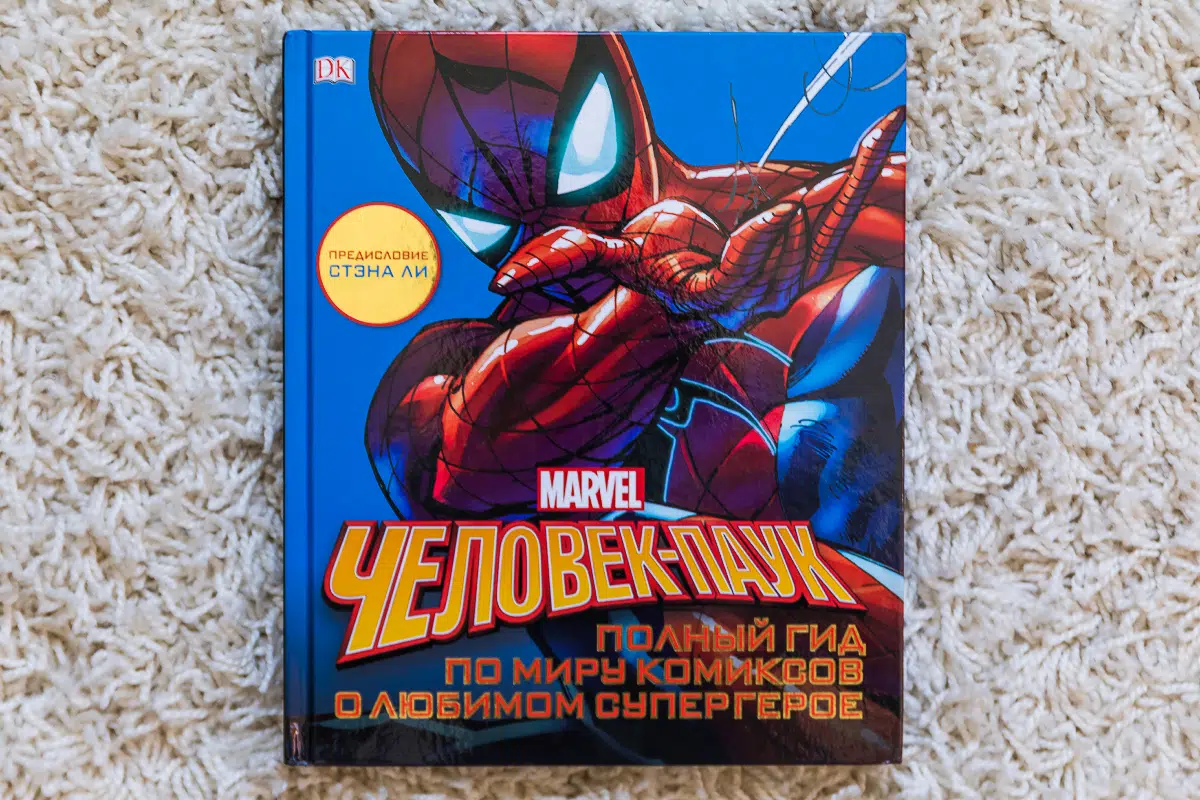 DK
ПРЕДИСЛОВИЕ
СТЭНА ЛИ
MARVEL
ЧЕЛОВЕК-ПАУК
ПОЛНЫЙ ГИД
ПО МИРУ КОМИКСОВ
О ЛЮБИМОМ СУПЕРГЕРОЕ